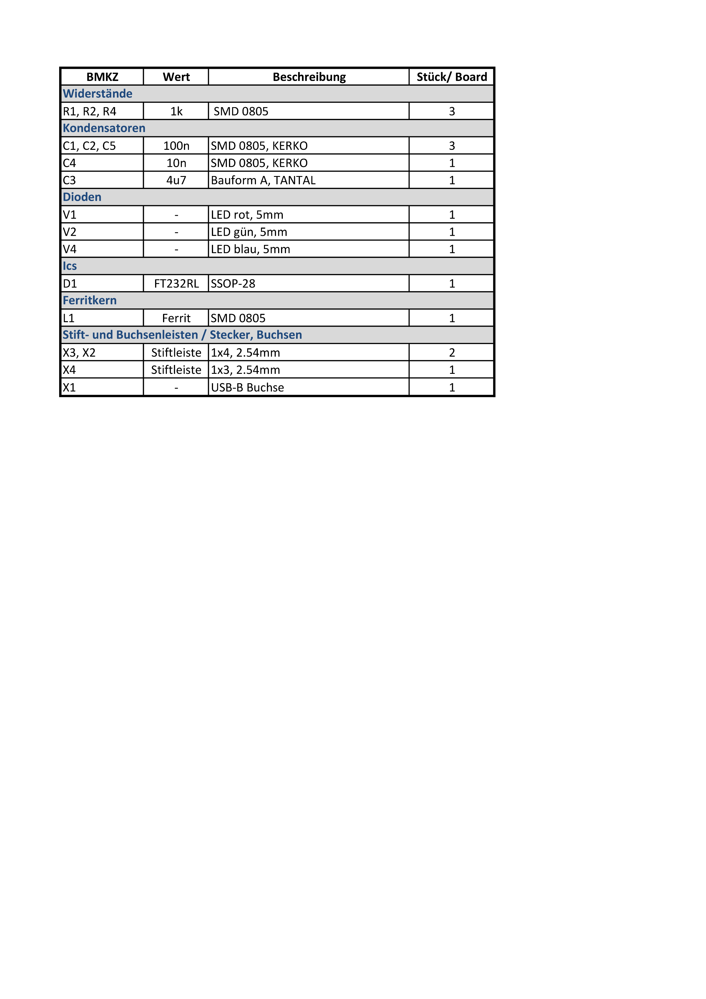 BMKZ Wert Beschreibung Stück/ Board
Widerstände
R1, R2, R4 1k SMD 0805 3
Kondensatoren
C1, C2, C5 100n SMD 0805, KERKO 3
C4 10n SMD 0805, KERKO 1
C3 4u7 Bauform A, TANTAL 1
Dioden
V1 - LED rot, 5mm 1
V2 - LED gün, 5mm 1
V4 - LED blau, 5mm 1
Ics
D1 FT232RL SSOP-28 1
Ferritkern
L1 Ferrit SMD 0805 1
Stift- und Buchsenleisten / Stecker, Buchsen
X3, X2 Stiftleiste 1x4, 2.54mm 2
X4 Stiftleiste 1x3, 2.54mm 1
X1 - USB-B Buchse 1